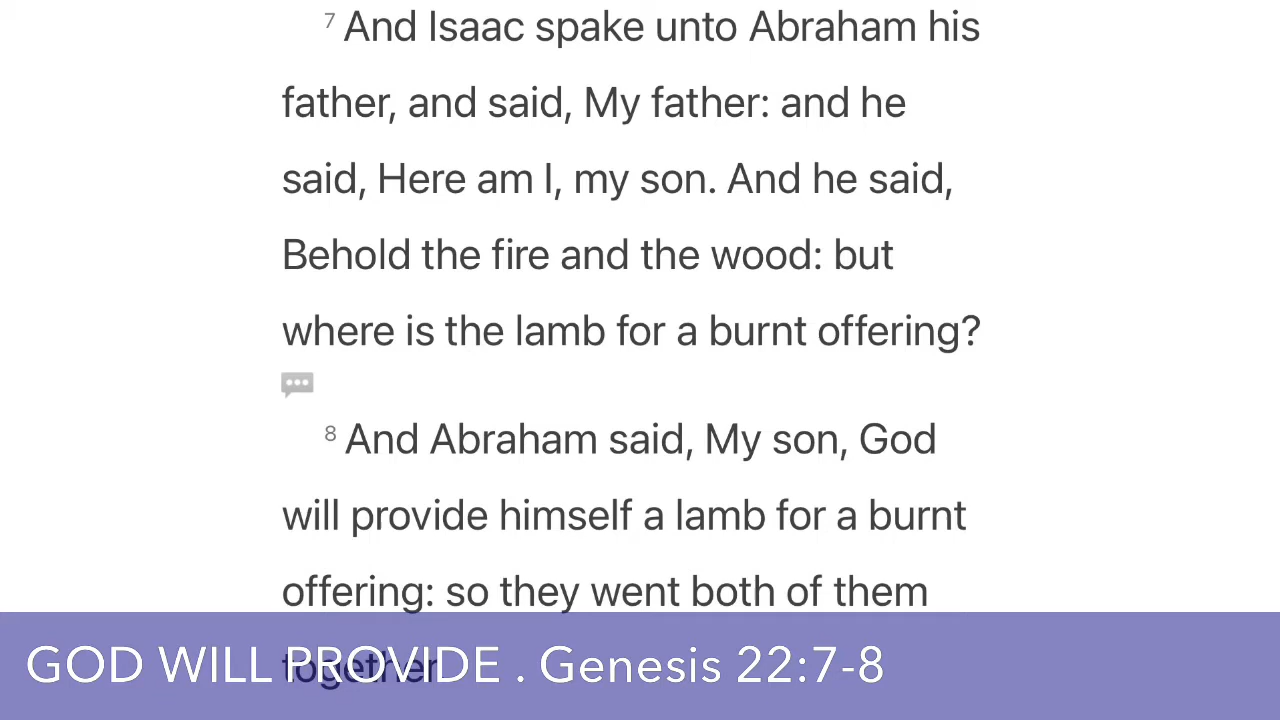 7 And Isaac spake unto Abraham his
father, and said, My father: and he
said, Here am I, my son. And he said,
Behold the fire and the wood: but
where is the lamb for a burnt offering?
8 And Abraham said, My son, God
will provide himself a lamb for a burnt
offering: so they went both of them
together
GOD WILL PROVIDE . Genesis 22:7-8